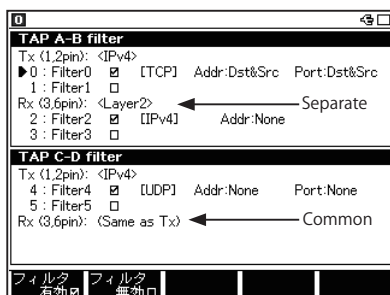 0
TAP A-B filter
Tx (1,2pin): <IPv4>
▶0 : Filter0 ☑ [TCP] Addr:Dst&Src Port:Dst&Src
1 : Filter1 □
Rx (3,6pin): <Layer2>
Separate
2 : Filter2 ☑ [IPv4] Addr:None
3 : Filter3 □
TAP C-D filter
Tx (1,2pin): <IPv4>
4 : Filter4 ☑ [UDP] Addr:None Port:None
5 : Filter5 □
Rx (3,6pin): (Same as Tx)
Common
フィルタ 有効☑
フィルタ 無効□